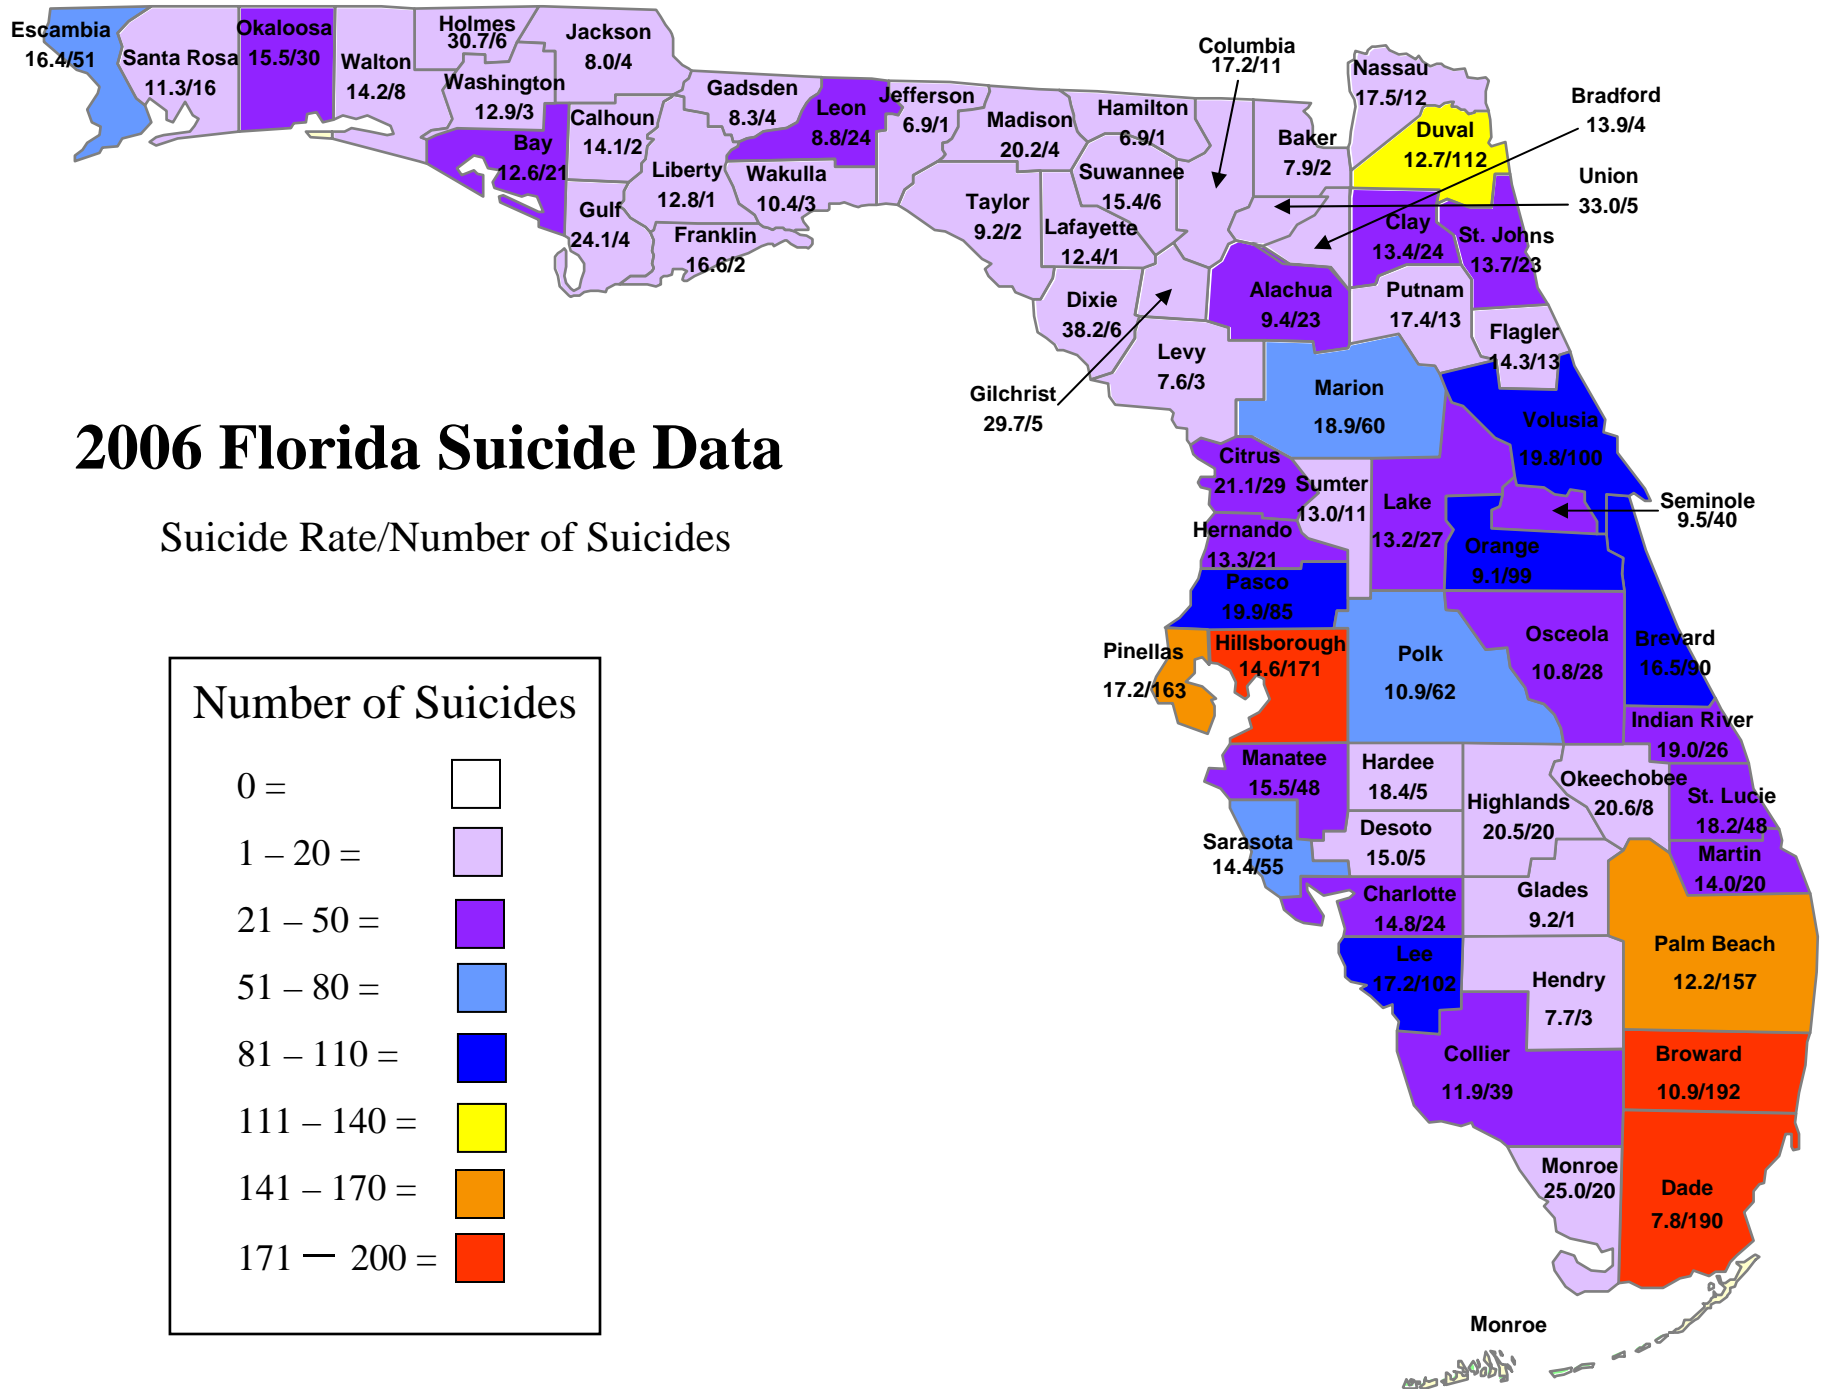 Escambia
16.4/51
Santa Rosa
11.3/16
Okaloosa
15.5/30
Walton
14.2/8
Holmes
30.7/6
Washington
12.9/3
Jackson
8.0/4
Bay
12.6/21
Calhoun
14.1/2
Gulf
24.1/4
Liberty
12.8/1
Franklin
16.6/2
Gadsden
8.3/4
Leon
8.8/24
Wakulla
10.4/3
Jefferson
6.9/1
Madison
20.2/4
Taylor
9.2/2
Hamilton
6.9/1
Suwannee
15.4/6
Lafayette
12.4/1
Dixie
38.2/6
Columbia
17.2/11
Baker
7.9/2
Nassau
17.5/12
Duval
12.7/112
Bradford
13.9/4
Union
33.0/5
Clay
13.4/24
St. Johns
13.7/23
Alachua
9.4/23
Putnam
17.4/13
Flagler
14.3/13
Gilchrist
29.7/5
Levy
7.6/3
Marion
18.9/60
Volusia
19.8/100
2006 Florida Suicide Data
Suicide Rate/Number of Suicides
Citrus
21.1/29
Sumter
13.0/11
Lake
13.2/27
Seminole
9.5/40
Hernando
13.3/21
Orange
9.1/99
Pasco
19.9/85
Pinellas
17.2/163
Hillsborough
14.6/171
Polk
10.9/62
Osceola
10.8/28
Brevard
16.5/90
Indian River
19.0/26
Manatee
15.5/48
Hardee
18.4/5
Highlands
20.5/20
Okeechobee
20.6/8
St. Lucie
18.2/48
Sarasota
14.4/55
Desoto
15.0/5
Martin
14.0/20
Charlotte
14.8/24
Glades
9.2/1
Lee
17.2/102
Hendry
7.7/3
Palm Beach
12.2/157
Collier
11.9/39
Broward
10.9/192
Monroe
25.0/20
Dade
7.8/190
Monroe
Number of Suicides
0 =
1 – 20 =
21 – 50 =
51 – 80 =
81 – 110 =
111 – 140 =
141 – 170 =
171 — 200 =